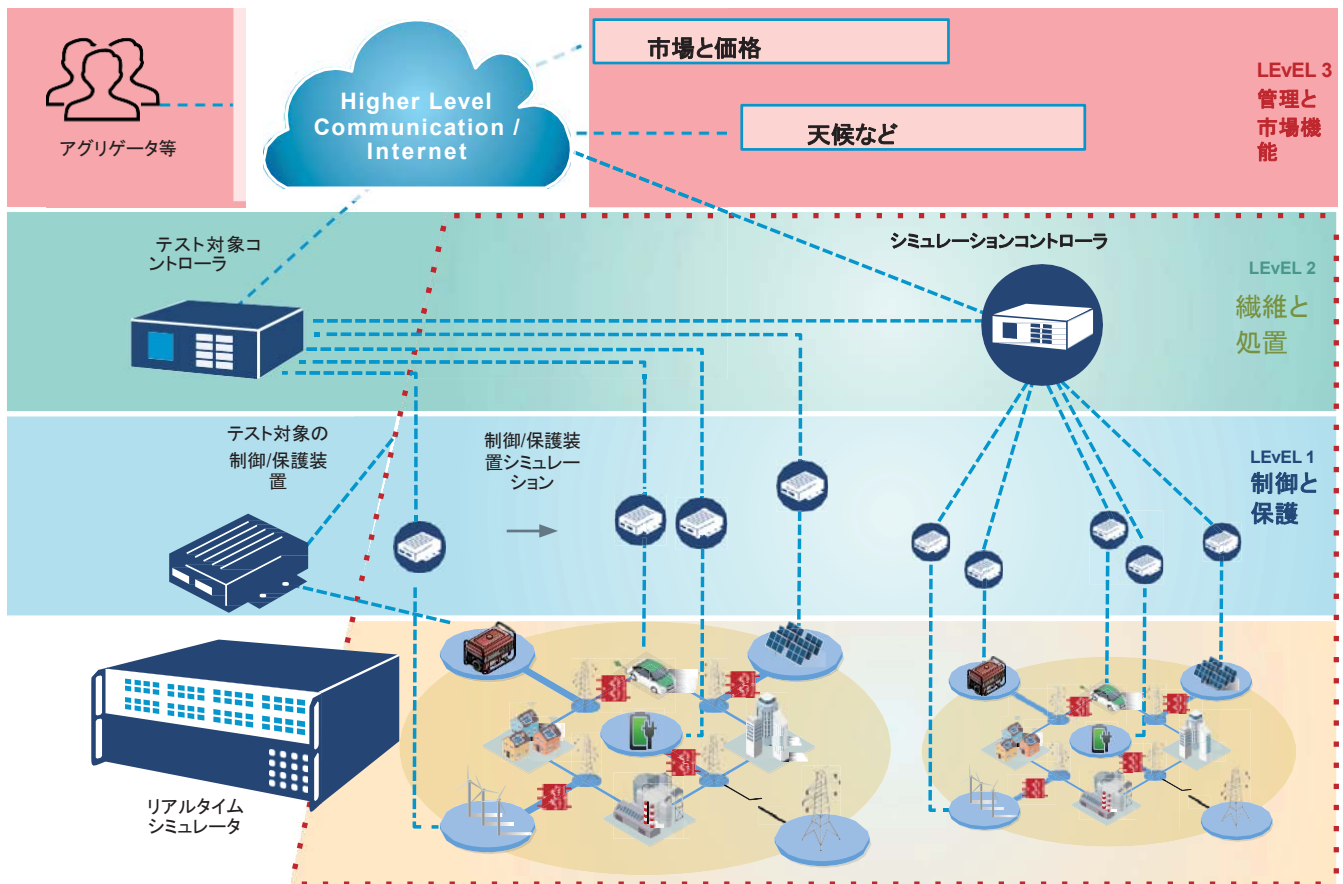 市場と価格
Higher Level
Communication /
Internet
天候など
アグリゲータ等
LEvEL 3
管理と
市場機
能
テスト対象コ
ントローラ
シミュレーションコントローラ
LEvEL 2
繊維と
処置
テスト対象の
制御/保護装
置
制御/保護装
置シミュレー
ション
LEvEL 1
制御と
保護
リアルタイム
シミュレータ